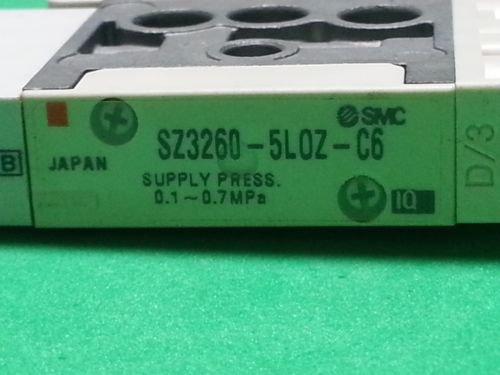 SMC
SZ3260-5LOZ-C6
JAPAN
SUPPLY PRESS.
0.1~0.7MPa
IQ
B
D/3